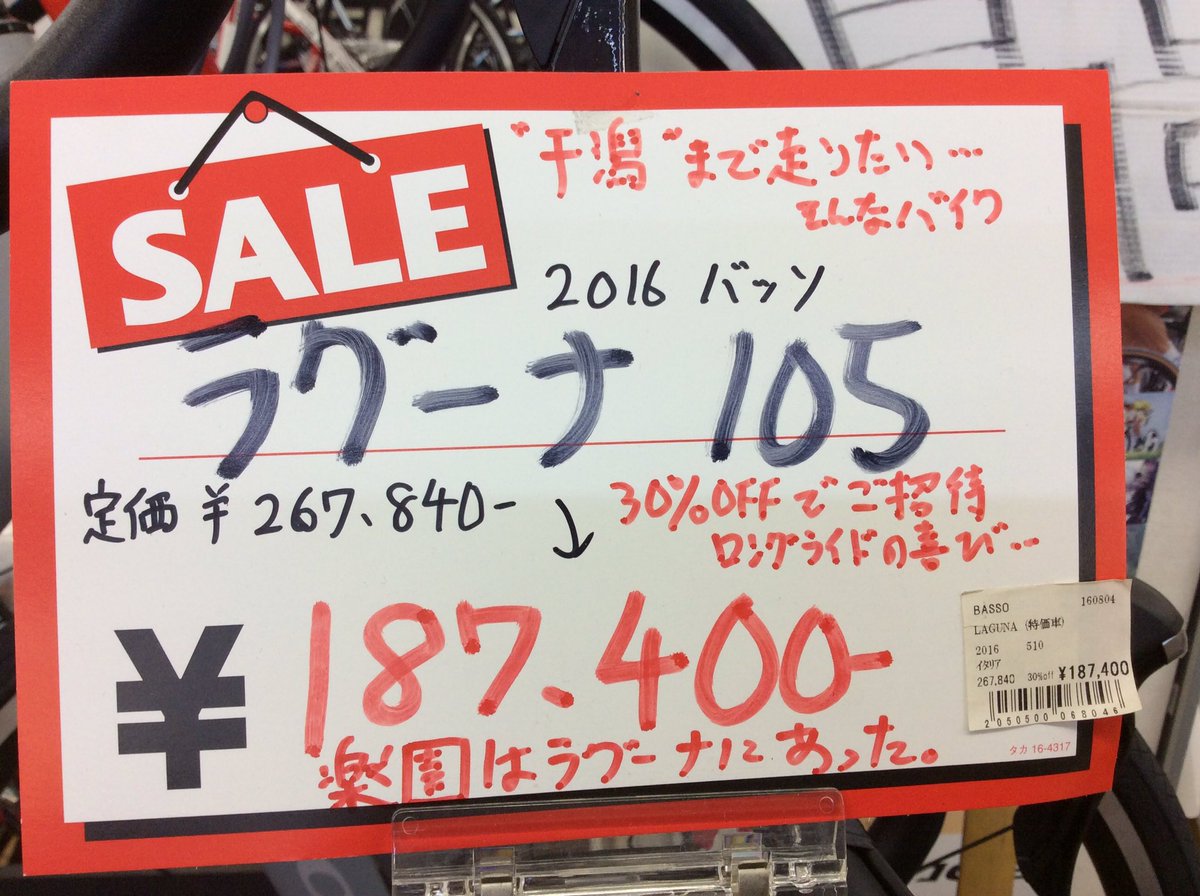 SALE
"干潟"まで走りたい…
そんなバイク
2016 バッソ
ラグーナ 105
定価 ¥267.840-
↓
30%OFFでご招待
ロングライドの喜び…
¥187.400-
楽園はラグーナにあった。
BASSO 160804
LAGUNA (特価車)
2016 510
イタリア
267,840 30%off ¥187,400
2 050500 068046
タカ 16-4317